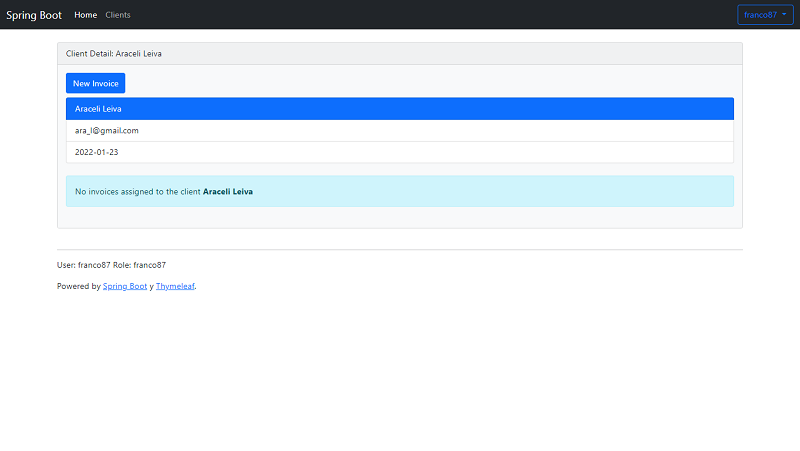 Spring Boot Home Clients franco87
Client Detail: Araceli Leiva
New Invoice
Araceli Leiva
ara_l@gmail.com
2022-01-23
No invoices assigned to the client Araceli Leiva
User: franco87 Role: franco87
Powered by Spring Boot y Thymeleaf.